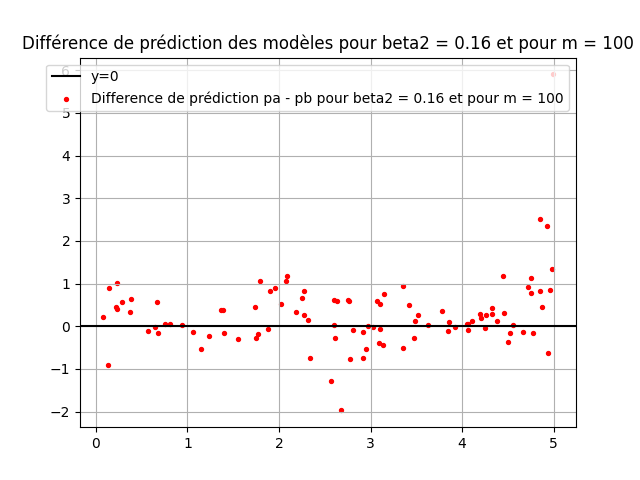 Différence de prédiction des modèles pour beta2 = 0.16 et pour m = 100
6
y=0
Difference de prédiction pa - pb pour beta2 = 0.16 et pour m = 100
5
4
3
2
1
0
−1
−2
0 1 2 3 4 5